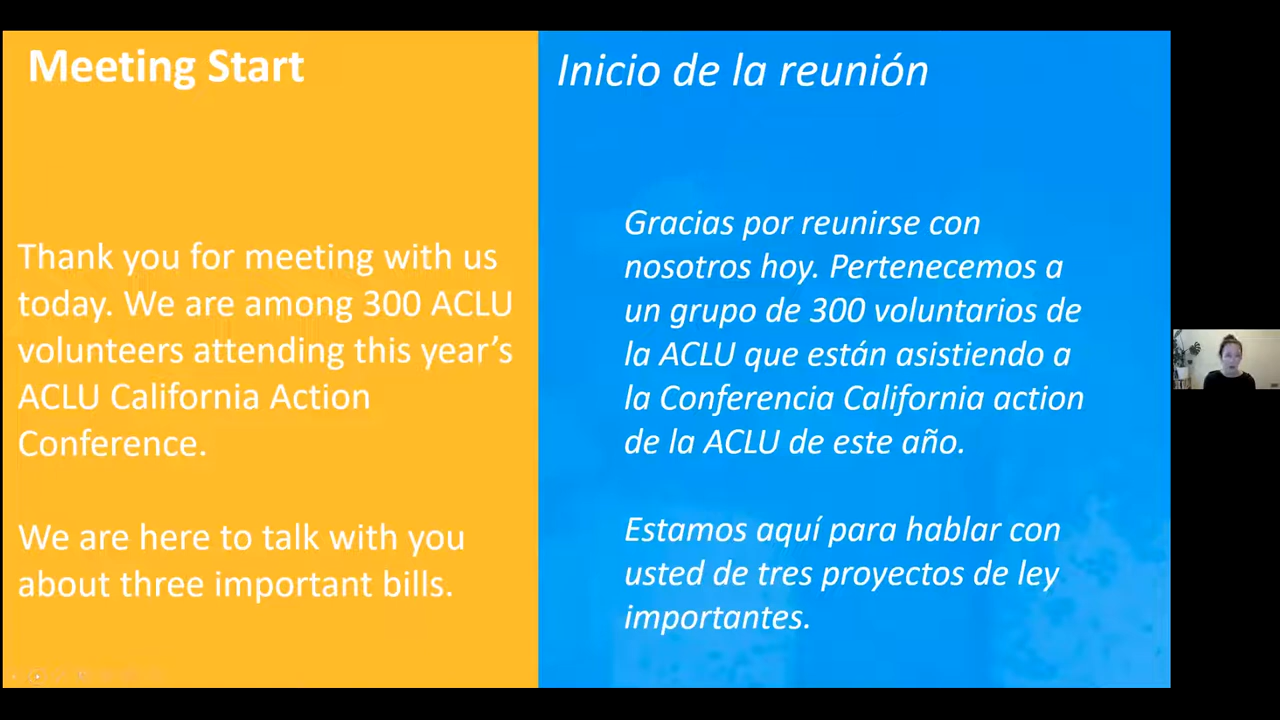 Meeting Start
Thank you for meeting with us
today. We are among 300 ACLU
volunteers attending this year’s
ACLU California Action
Conference.
We are here to talk with you
about three important bills.
Inicio de la reunión
Gracias por reunirse con
nosotros hoy. Pertenecemos a
un grupo de 300 voluntarios de
la ACLU que están asistiendo a
la Conferencia California action
de la ACLU de este año.
Estamos aquí para hablar con
usted de tres proyectos de ley
importantes.